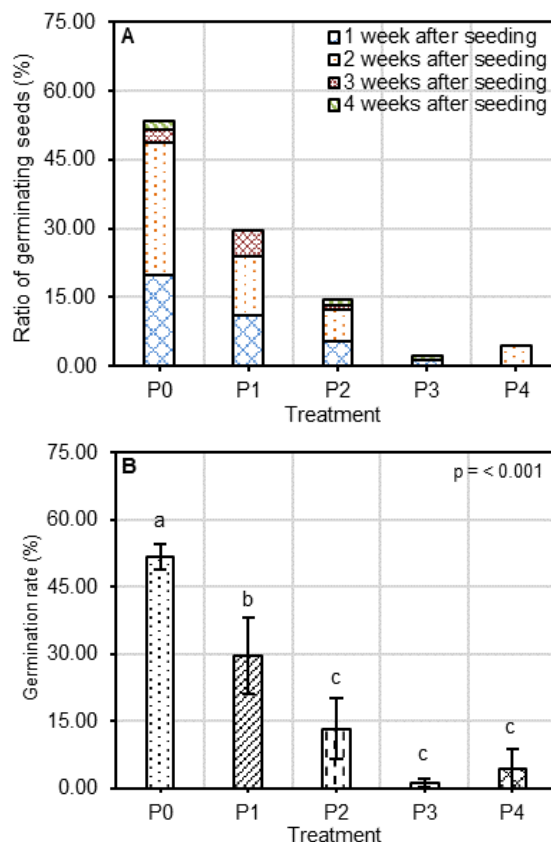 A
1 week after seeding
2 weeks after seeding
3 weeks after seeding
4 weeks after seeding
Ratio of germinating seeds (%)
75.00
60.00
45.00
30.00
15.00
0.00
P0 P1 P2 P3 P4
Treatment
B
p = < 0.001
Germination rate (%)
75.00
60.00
45.00
30.00
15.00
0.00
a
b
c
c
c
P0 P1 P2 P3 P4
Treatment